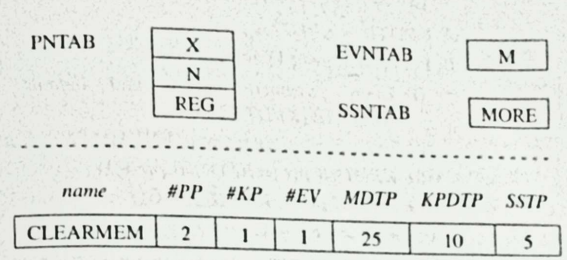 PNTAB X EVNTAB M
N
REG SSNTAB MORE
name #PP #KP #EV MDTP KPDTP SSTP
CLEARMEM 2 1 1 25 10 5